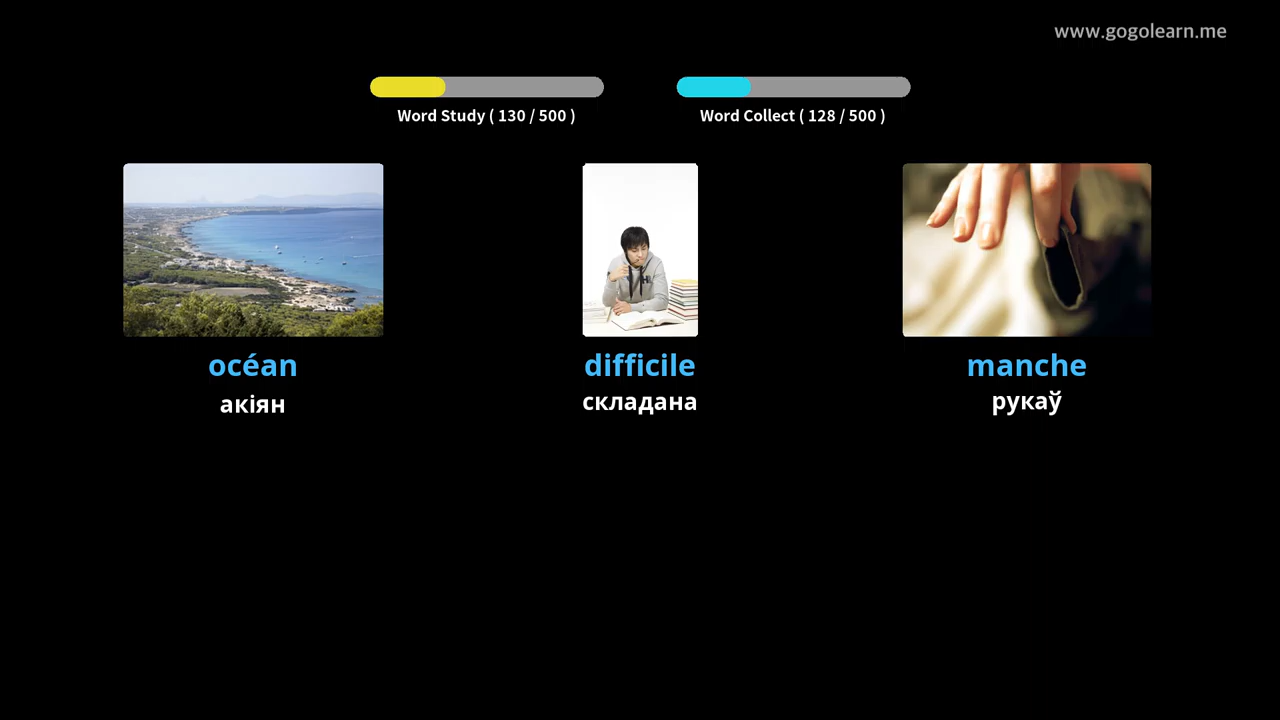 www.gogolearn.me
Word Study ( 130 / 500 )
Word Collect ( 128 / 500 )
océan
difficile
manche
акіян
складана
рукаў